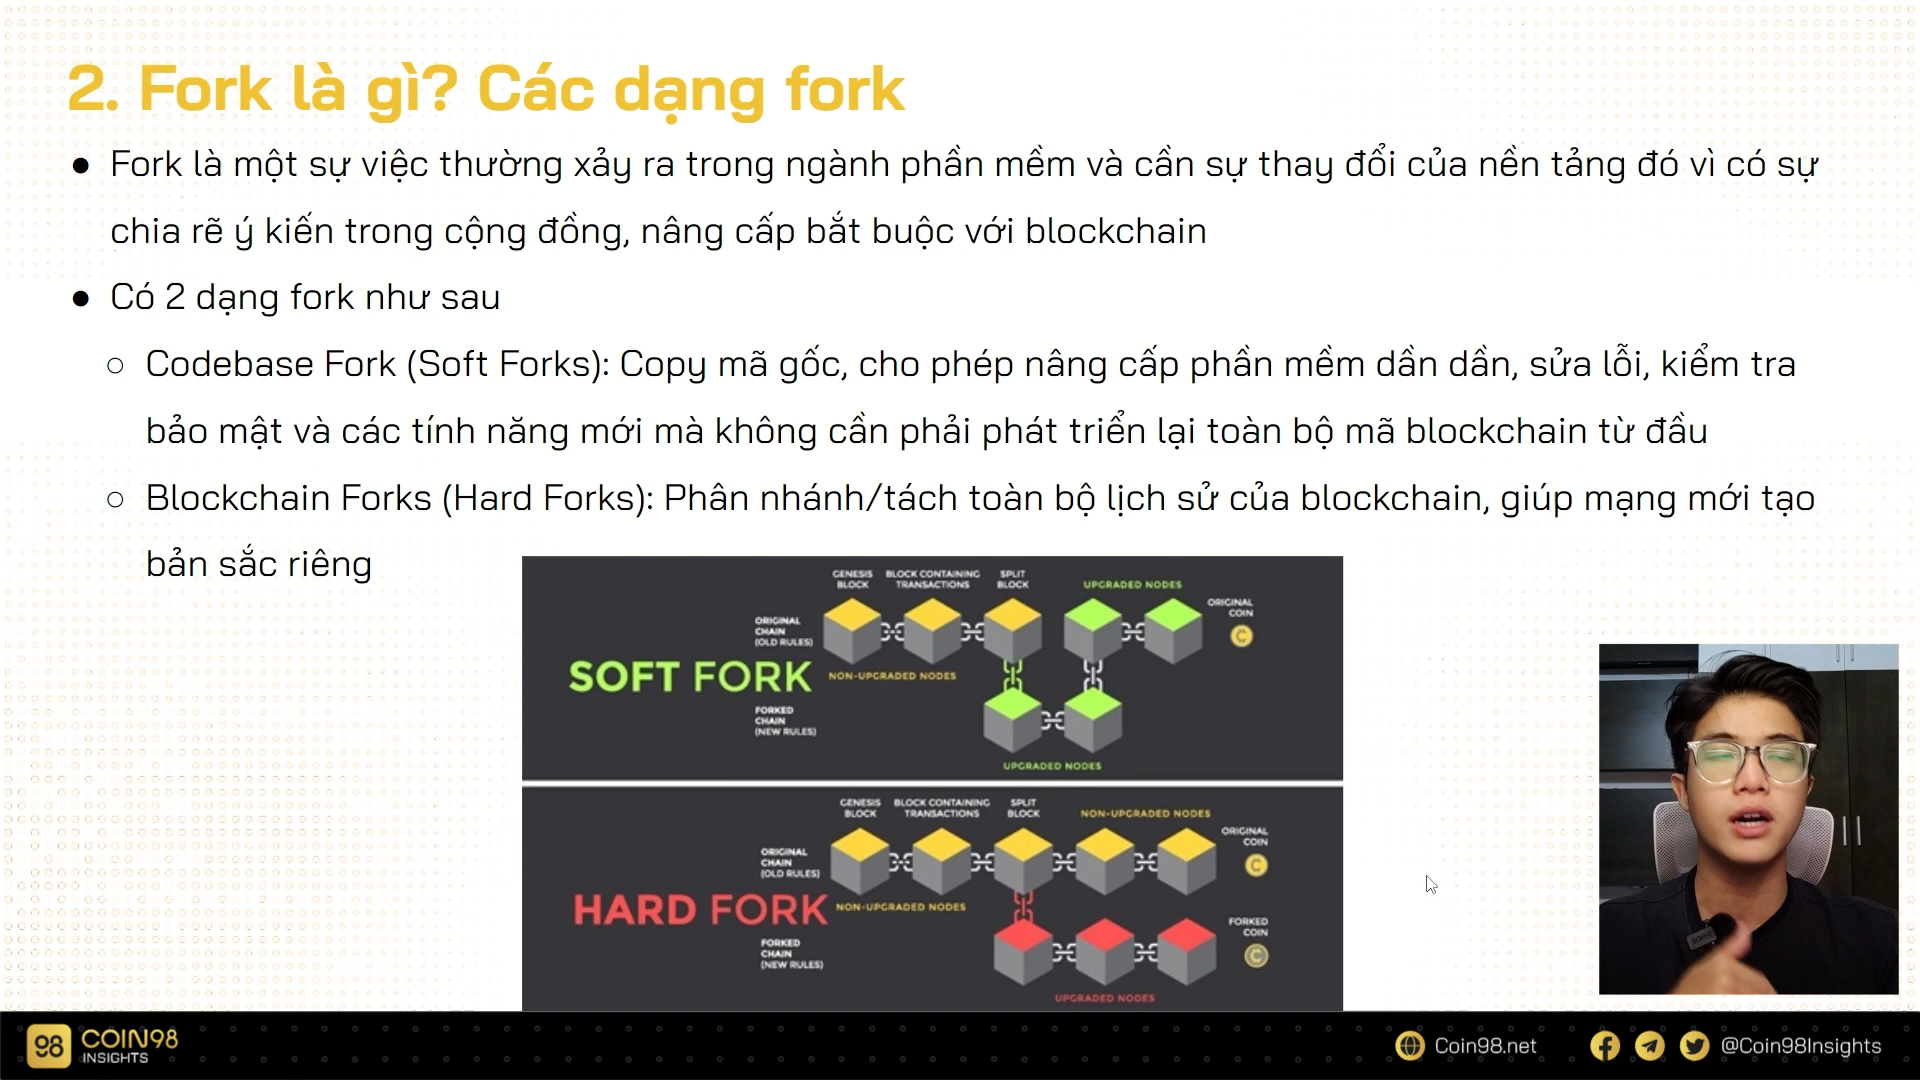 2. Fork là gì? Các dạng fork
● Fork là một sự việc thường xảy ra trong ngành phần mềm và cần sự thay đổi của nền tảng đó vì có sự
chia rẽ ý kiến trong cộng đồng, nâng cấp bắt buộc với blockchain
● Có 2 dạng fork như sau
○ Codebase Fork (Soft Forks): Copy mã gốc, cho phép nâng cấp phần mềm dần dần, sửa lỗi, kiểm tra
bảo mật và các tính năng mới mà không cần phải phát triển lại toàn bộ mã blockchain từ đầu
○ Blockchain Forks (Hard Forks): Phân nhánh/tách toàn bộ lịch sử của blockchain, giúp mạng mới tạo
bản sắc riêng
GENESIS
BLOCK
BLOCK CONTAINING
TRANSACTIONS
SPLIT
BLOCK
UPGRADED NODES
ORIGINAL
COIN
ORIGINAL
CHAIN
(OLD RULES)
NON-UPGRADED NODES
SOFT FORK
FORKED
CHAIN
(NEW RULES)
UPGRADED NODES
GENESIS
BLOCK
BLOCK CONTAINING
TRANSACTIONS
SPLIT
BLOCK
NON-UPGRADED NODES
ORIGINAL
COIN
ORIGINAL
CHAIN
(OLD RULES)
NON-UPGRADED NODES
HARD FORK
FORKED
COIN
FORKED
CHAIN
(NEW RULES)
UPGRADED NODES
98 COIN98
INSIGHTS
Coin98.net
@Coin98Insights